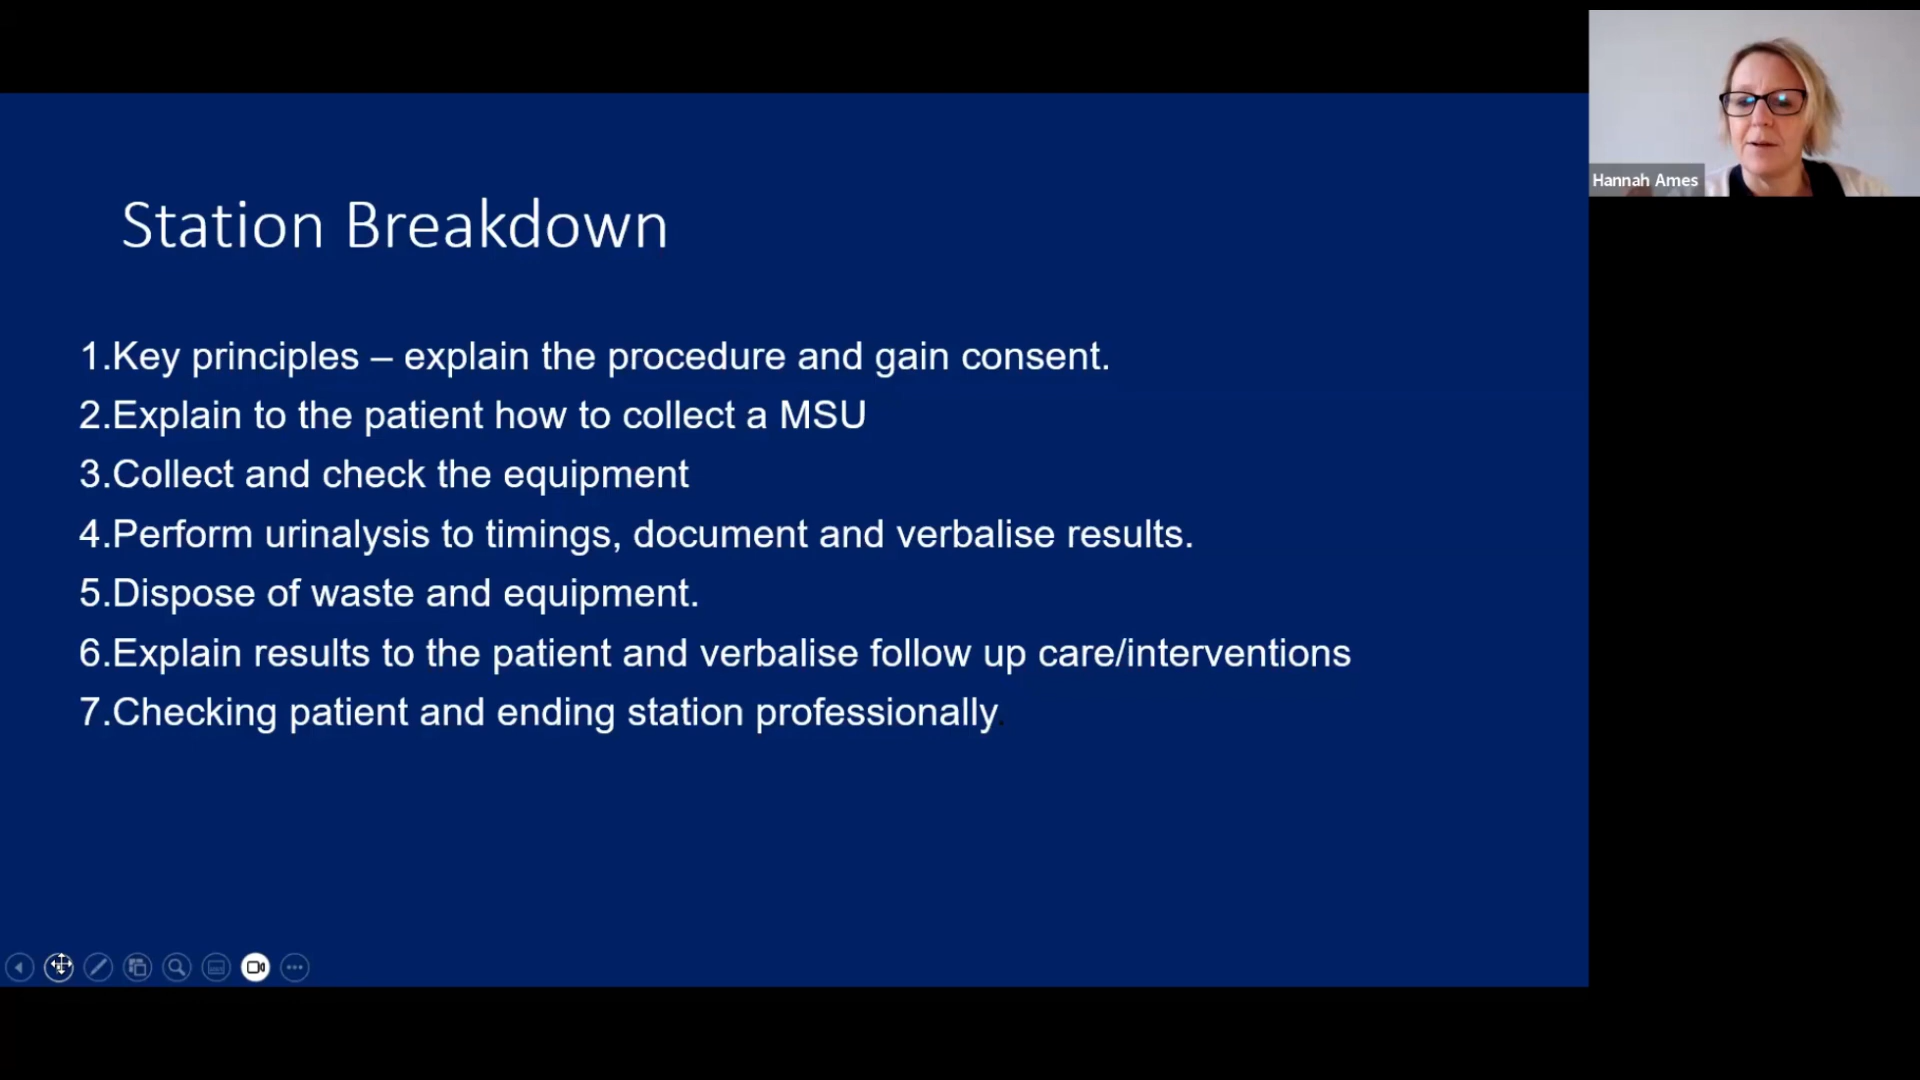 Station Breakdown
1.Key principles – explain the procedure and gain consent.
2.Explain to the patient how to collect a MSU
3.Collect and check the equipment
4.Perform urinalysis to timings, document and verbalise results.
5.Dispose of waste and equipment.
6.Explain results to the patient and verbalise follow up care/interventions
7.Checking patient and ending station professionally.
Hannah Ames